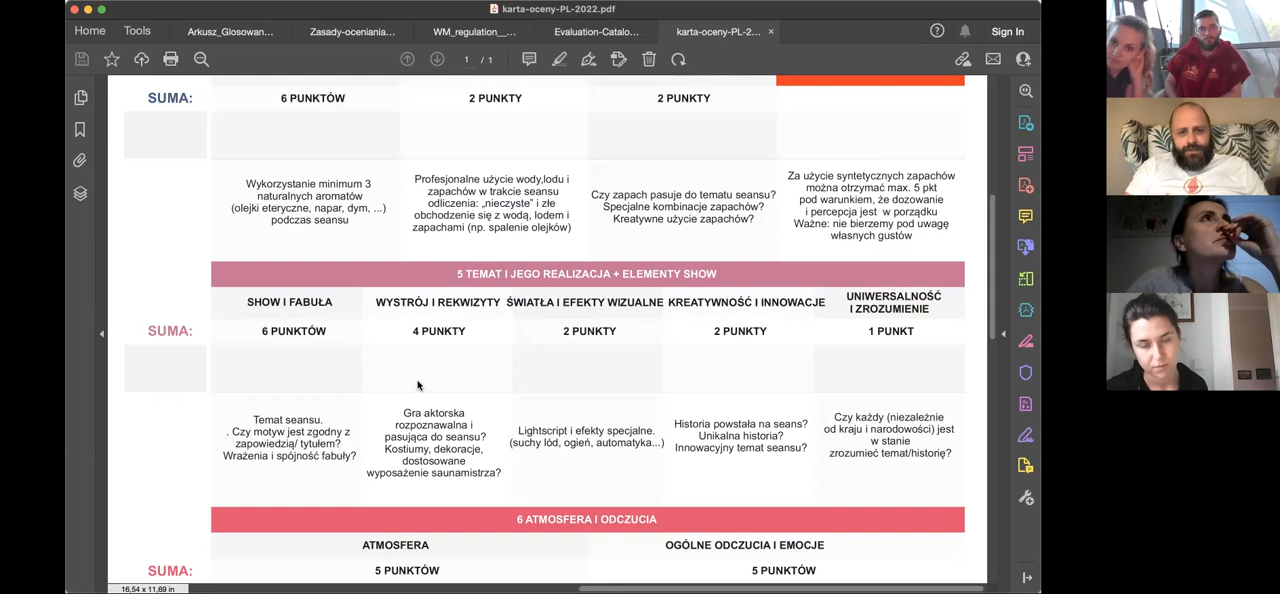 karta-oceny-PL-2022.pdf
Home Tools Arkusz_Glosowan... Zasady-oceniania... WM_regulation__... Evaluation-Catalo... karta-oceny-PL-2... × Sign In
1 / 1
SUMA: 6 PUNKTÓW 2 PUNKTY 2 PUNKTY
Wykorzystanie minimum 3
naturalnych aromatów
(olejki eteryczne, napar, dym, ...)
podczas seansu
Profesjonalne użycie wody,lodu i
zapachów w trakcie seansu
odliczenia: „nieczyste” i złe
obchodzenie się z wodą, lodem i
zapachami (np. spalenie olejków)
Czy zapach pasuje do tematu seansu?
Specjalne kombinacje zapachów?
Kreatywne użycie zapachów?
Za użycie syntetycznych zapachów
można otrzymać max. 5 pkt
pod warunkiem, że dozowanie
i percepcja jest w porządku
Ważne: nie bierzemy pod uwagę
własnych gustów
5 TEMAT I JEGO REALIZACJA + ELEMENTY SHOW
SHOW I FABUŁA WYSTRÓJ I REKWIZYTY ŚWIATŁA I EFEKTY WIZUALNE KREATYWNOŚĆ I INNOWACJE UNIWERSALNOŚĆ
I ZROZUMIENIE
SUMA: 6 PUNKTÓW 4 PUNKTY 2 PUNKTY 2 PUNKTY 1 PUNKT
Temat seansu.
. Czy motyw jest zgodny z
zapowiedzią/ tytułem?
Wrażenia i spójność fabuły?
Gra aktorska
rozpoznawalna i
pasująca do seansu?
Kostiumy, dekoracje,
dostosowane
wyposażenie saunamistrza?
Lightscript i efekty specjalne.
(suchy lód, ogień, automatyka...)
Historia powstała na seans?
Unikalna historia?
Innowacyjny temat seansu?
Czy każdy (niezależnie
od kraju i narodowości) jest
w stanie
zrozumieć temat/historię?
6 ATMOSFERA I ODCZUCIA
ATMOSFERA OGÓLNE ODCZUCIA I EMOCJE
SUMA: 5 PUNKTÓW 5 PUNKTÓW
16,54 x 11,69 in